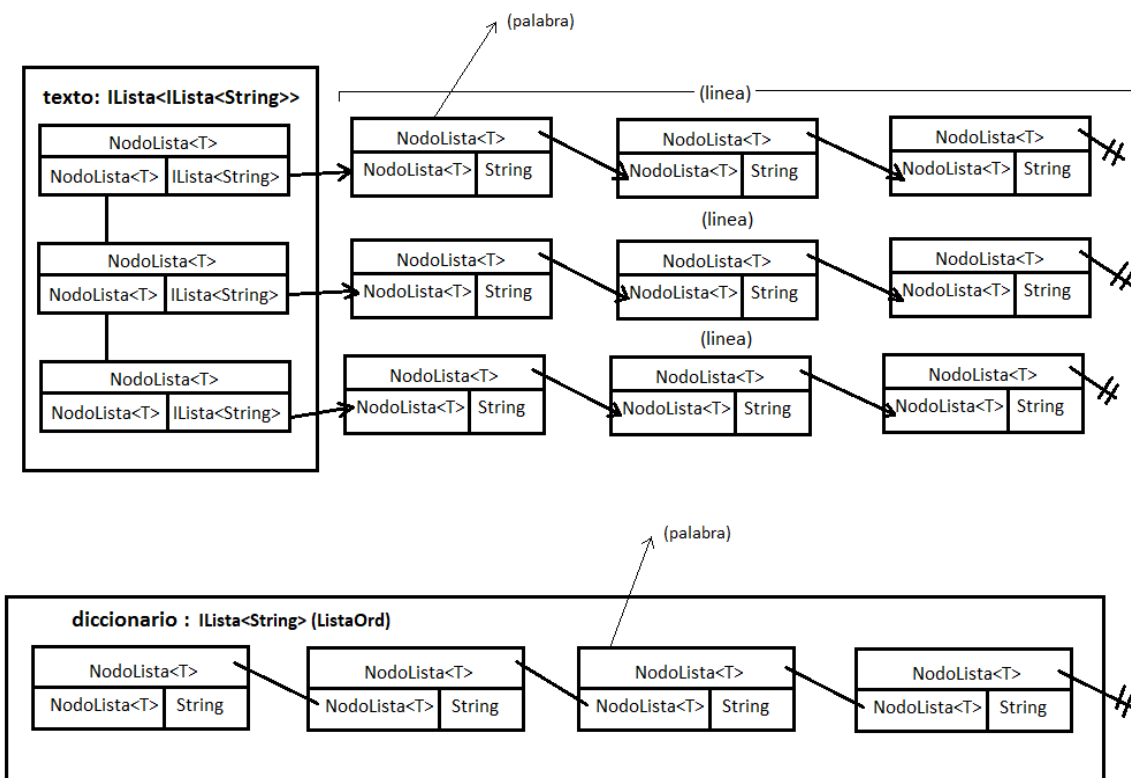 (palabra)
texto: ILista<ILista<String>>
(linea)
NodoLista<T>
NodoLista<T> ILista<String>
NodoLista<T>
NodoLista<T> String
NodoLista<T>
NodoLista<T> String
NodoLista<T>
NodoLista<T> String
(linea)
NodoLista<T>
NodoLista<T> ILista<String>
NodoLista<T>
NodoLista<T> String
NodoLista<T>
NodoLista<T> String
NodoLista<T>
NodoLista<T> String
(linea)
NodoLista<T>
NodoLista<T> ILista<String>
NodoLista<T>
NodoLista<T> String
NodoLista<T>
NodoLista<T> String
NodoLista<T>
NodoLista<T> String
(palabra)
diccionario : ILista<String> (ListaOrd)
NodoLista<T>
NodoLista<T> String
NodoLista<T>
NodoLista<T> String
NodoLista<T>
NodoLista<T> String
NodoLista<T>
NodoLista<T> String